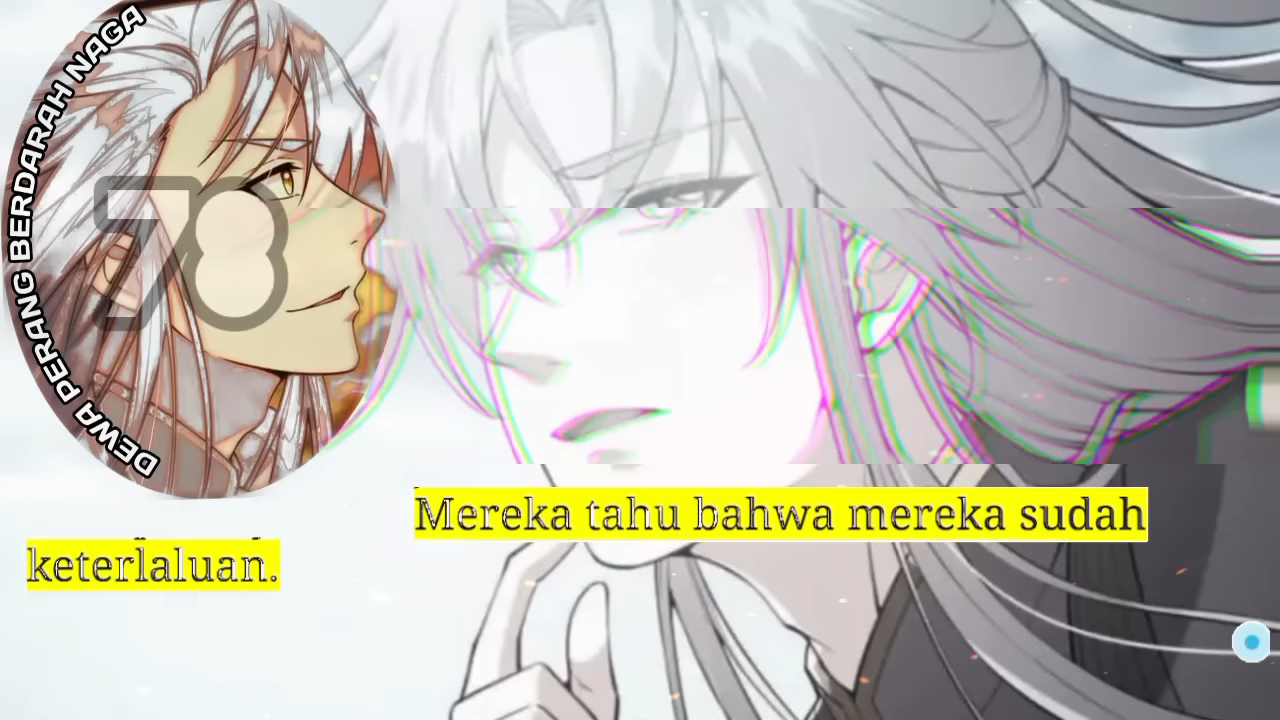 DEWA PERANG BERDARAH NAGA
78
Mereka tahu bahwa mereka sudah
keterlaluan.